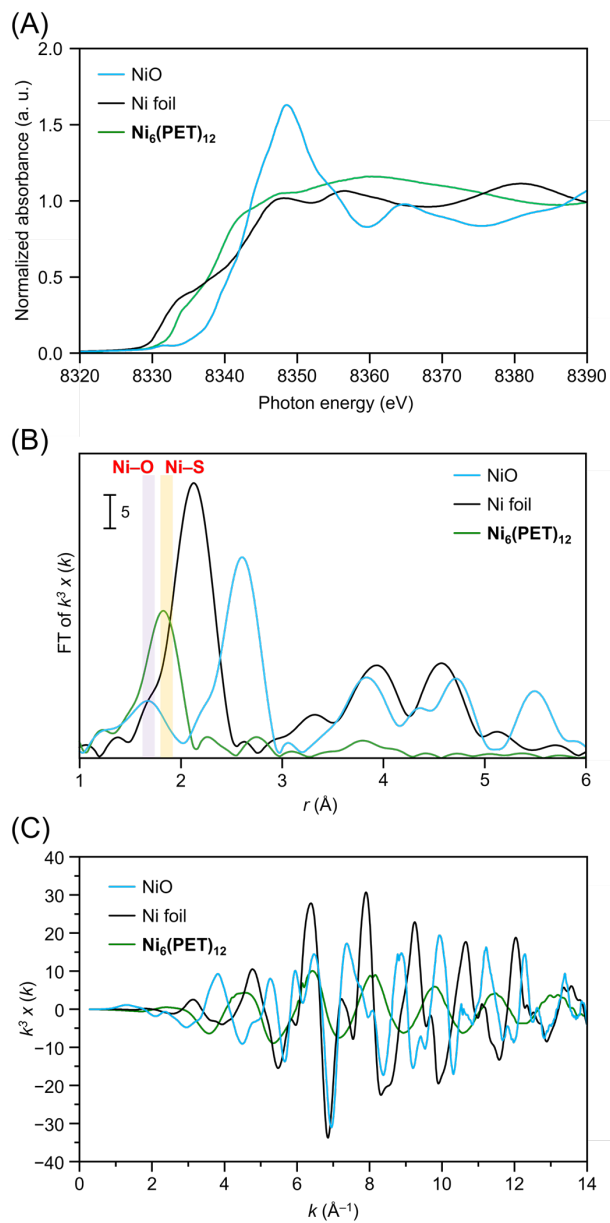 (A)
2.0
1.5
1.0
0.5
0.0
Normalized absorbance (a. u.)
NiO
Ni foil
Ni₆(PET)₁₂
8320 8330 8340 8350 8360 8370 8380 8390
Photon energy (eV)
(B)
Ni–O Ni–S
5
NiO
Ni foil
Ni₆(PET)₁₂
FT of k³ x (k)
1 2 3 4 5 6
r (Å)
(C)
40
30
20
10
0
−10
−20
−30
−40
k³ x (k)
NiO
Ni foil
Ni₆(PET)₁₂
0 2 4 6 8 10 12 14
k (Å⁻¹)